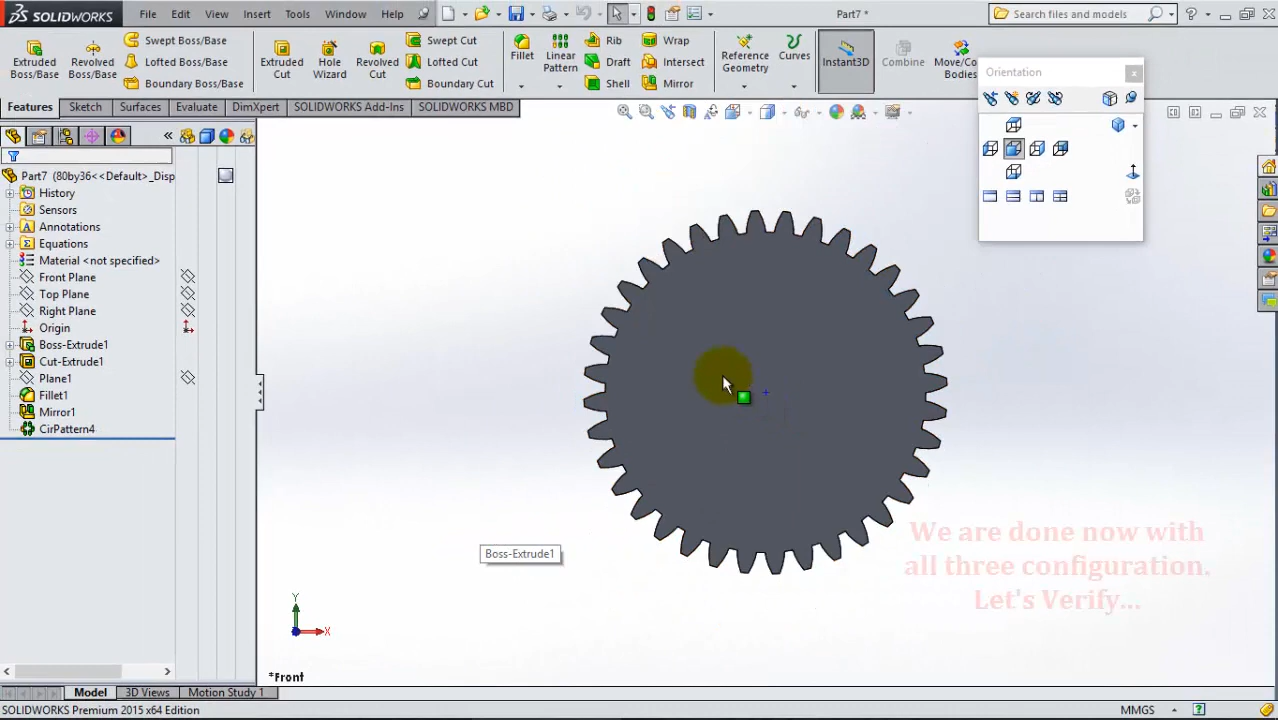 SOLIDWORKS File Edit View Insert Tools Window Help Part7 * Search files and models
Extruded Boss/Base
Revolved Boss/Base
Swept Boss/Base
Lofted Boss/Base
Boundary Boss/Base
Extruded Cut
Hole Wizard
Revolved Cut
Swept Cut
Lofted Cut
Boundary Cut
Fillet
Linear Pattern
Rib
Draft
Shell
Wrap
Intersect
Mirror
Reference Geometry
Curves
Instant3D
Combine
Move/Co
Bodies
Orientation
Features Sketch Surfaces Evaluate DimXpert SOLIDWORKS Add-Ins SOLIDWORKS MBD
Part7 (80by36<<Default>_Disp
History
Sensors
Annotations
Equations
Material <not specified>
Front Plane
Top Plane
Right Plane
Origin
Boss-Extrude1
Cut-Extrude1
Plane1
Fillet1
Mirror1
CirPattern4
Boss-Extrude1
We are done now with
all three configuration.
Let's Verify...
Y
X
*Front
Model 3D Views Motion Study 1
SOLIDWORKS Premium 2015 x64 Edition MMGS